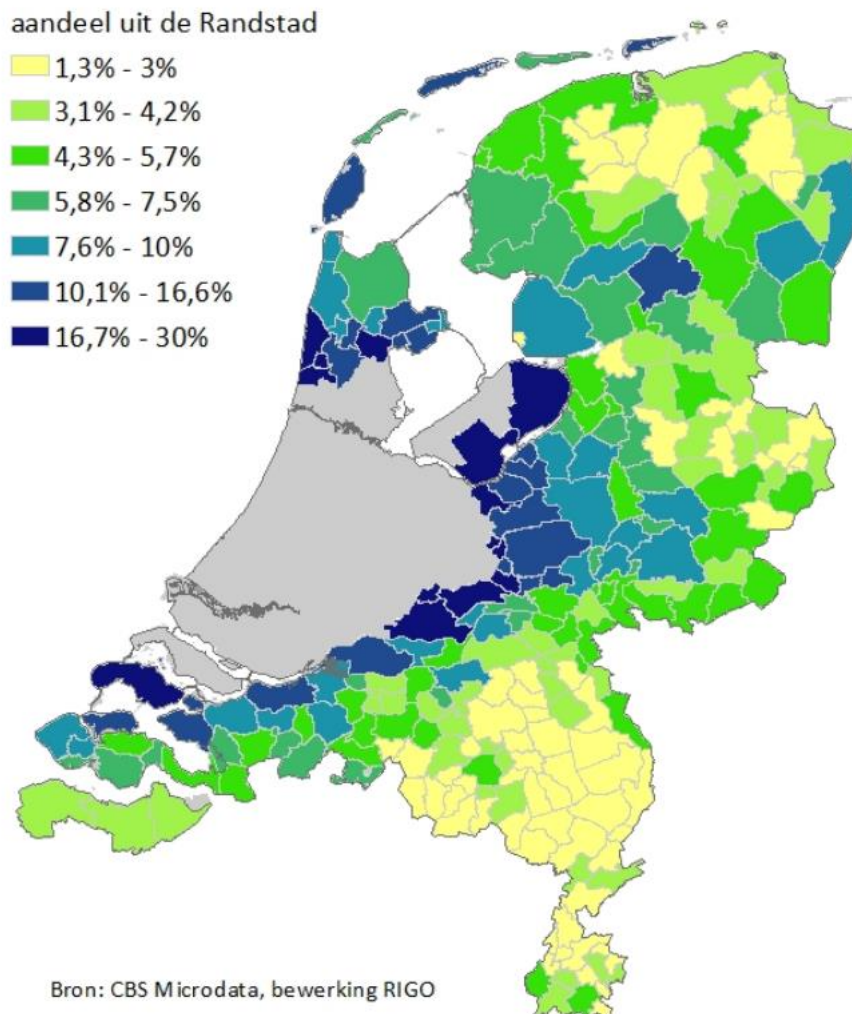 aandeel uit de Randstad
1,3% - 3%
3,1% - 4,2%
4,3% - 5,7%
5,8% - 7,5%
7,6% - 10%
10,1% - 16,6%
16,7% - 30%
Bron: CBS Microdata, bewerking RIGO